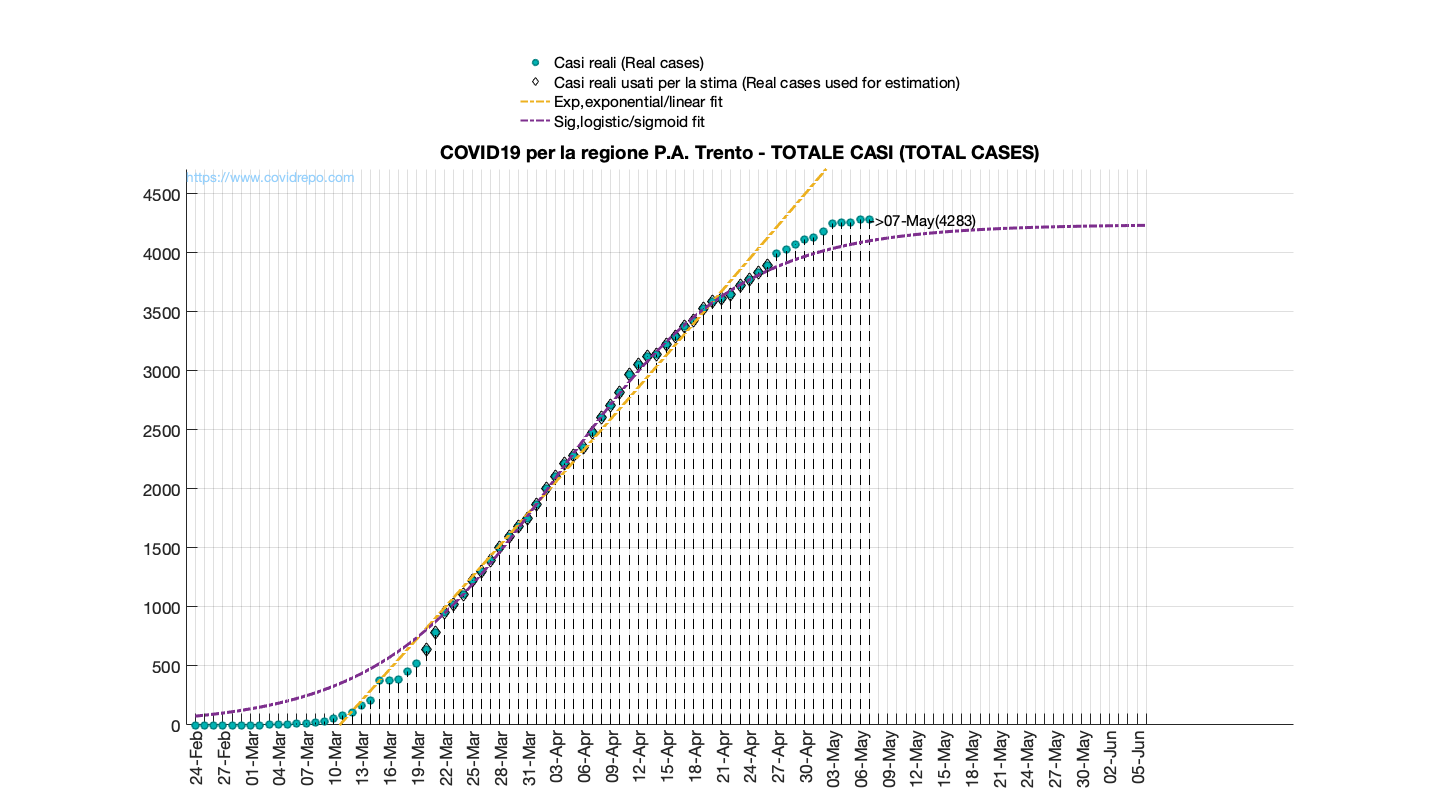 Casi reali (Real cases)
Casi reali usati per la stima (Real cases used for estimation)
Exp,exponential/linear fit
Sig,logistic/sigmoid fit
COVID19 per la regione P.A. Trento - TOTALE CASI (TOTAL CASES)
https://www.covidrepo.com
4500
4000
3500
3000
2500
2000
1500
1000
500
0
->07-May(4283)
24-Feb
27-Feb
01-Mar
04-Mar
07-Mar
10-Mar
13-Mar
16-Mar
19-Mar
22-Mar
25-Mar
28-Mar
31-Mar
03-Apr
06-Apr
09-Apr
12-Apr
15-Apr
18-Apr
21-Apr
24-Apr
27-Apr
30-Apr
03-May
06-May
09-May
12-May
15-May
18-May
21-May
24-May
27-May
30-May
02-Jun
05-Jun